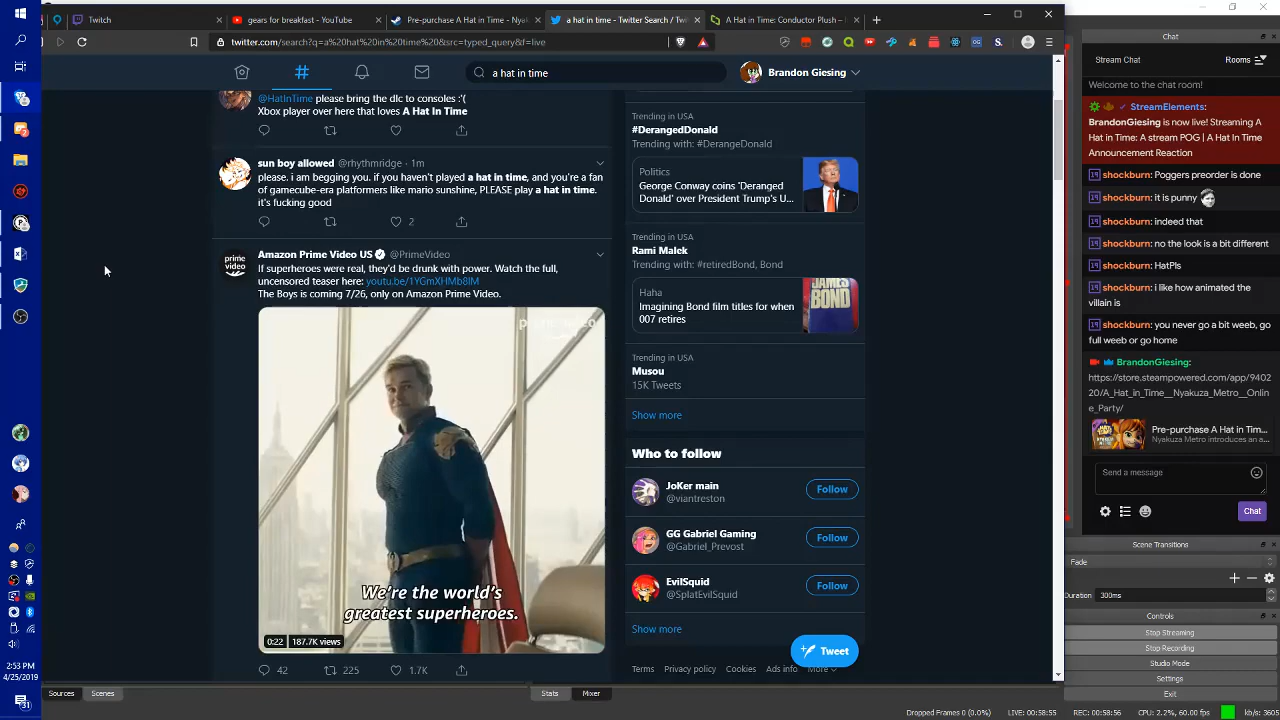 Twitch
gears for breakfast - YouTube
Pre-purchase A Hat in Time - Nyak
a hat in time - Twitter Search / Tw
A Hat in Time: Conductor Plush –
twitter.com/search?q=a%20hat%20in%20time%20&src=typed_query&f=live
a hat in time
Brandon Giesing
@HatInTime please bring the dlc to consoles :'(
Xbox player over here that loves A Hat In Time
sun boy allowed @rhythmridge · 1m
please. i am begging you. if you haven't played a hat in time, and you're a fan
of gamecube-era platformers like mario sunshine, PLEASE play a hat in time.
it's fucking good
2
Amazon Prime Video US @PrimeVideo
If superheroes were real, they'd be drunk with power. Watch the full,
uncensored teaser here: youtu.be/1YGmXHMb8IM
The Boys is coming 7/26, only on Amazon Prime Video.
prime video
prime video
We're the world's
greatest superheroes.
0:22
187.7K views
42
225
1.7K
Trending in USA
#DerangedDonald
Trending with: #DerangeDonald
Politics
George Conway coins 'Deranged
Donald' over President Trump's U...
Trending in USA
Rami Malek
Trending with: #retiredBond, Bond
Haha
Imagining Bond film titles for when
007 retires
JAMES
BOND
Trending in USA
Musou
15K Tweets
Show more
Who to follow
JoKer main
@viantreston
Follow
GG Gabriel Gaming
@Gabriel_Prevost
Follow
EvilSquid
@SplatEvilSquid
Follow
Show more
Terms Privacy policy Cookies Ads info More
Tweet
Chat
Stream Chat
Rooms
Welcome to the chat room!
StreamElements:
BrandonGiesing is now live! Streaming A
Hat in Time: A stream POG | A Hat in Time
Announcement Reaction
shockburn: Poggers preorder is done
shockburn: it is punny
shockburn: indeed that
shockburn: no the look is a bit different
shockburn: HatPls
shockburn: i like how animated the
villain is
shockburn: you never go a bit weeb, go
full weeb or go home
BrandonGiesing:
https://store.steampowered.com/app/9402
20/A_Hat_in_Time__Nyakuza_Metro__Onlin
e_Party/
Pre-purchase A Hat in Tim...
Nyakuza Metro introduces an a...
Send a message
Chat
Scene Transitions
Fade
Duration 300ms
Controls
Stop Streaming
Stop Recording
Studio Mode
Settings
Exit
2:53 PM
4/25/2019
Sources
Scenes
Stats
Mixer
Dropped Frames 0 (0.0%)
LIVE: 00:58:55
REC: 00:58:56
CPU: 2.2%, 60.00 fps
kb/s: 3605